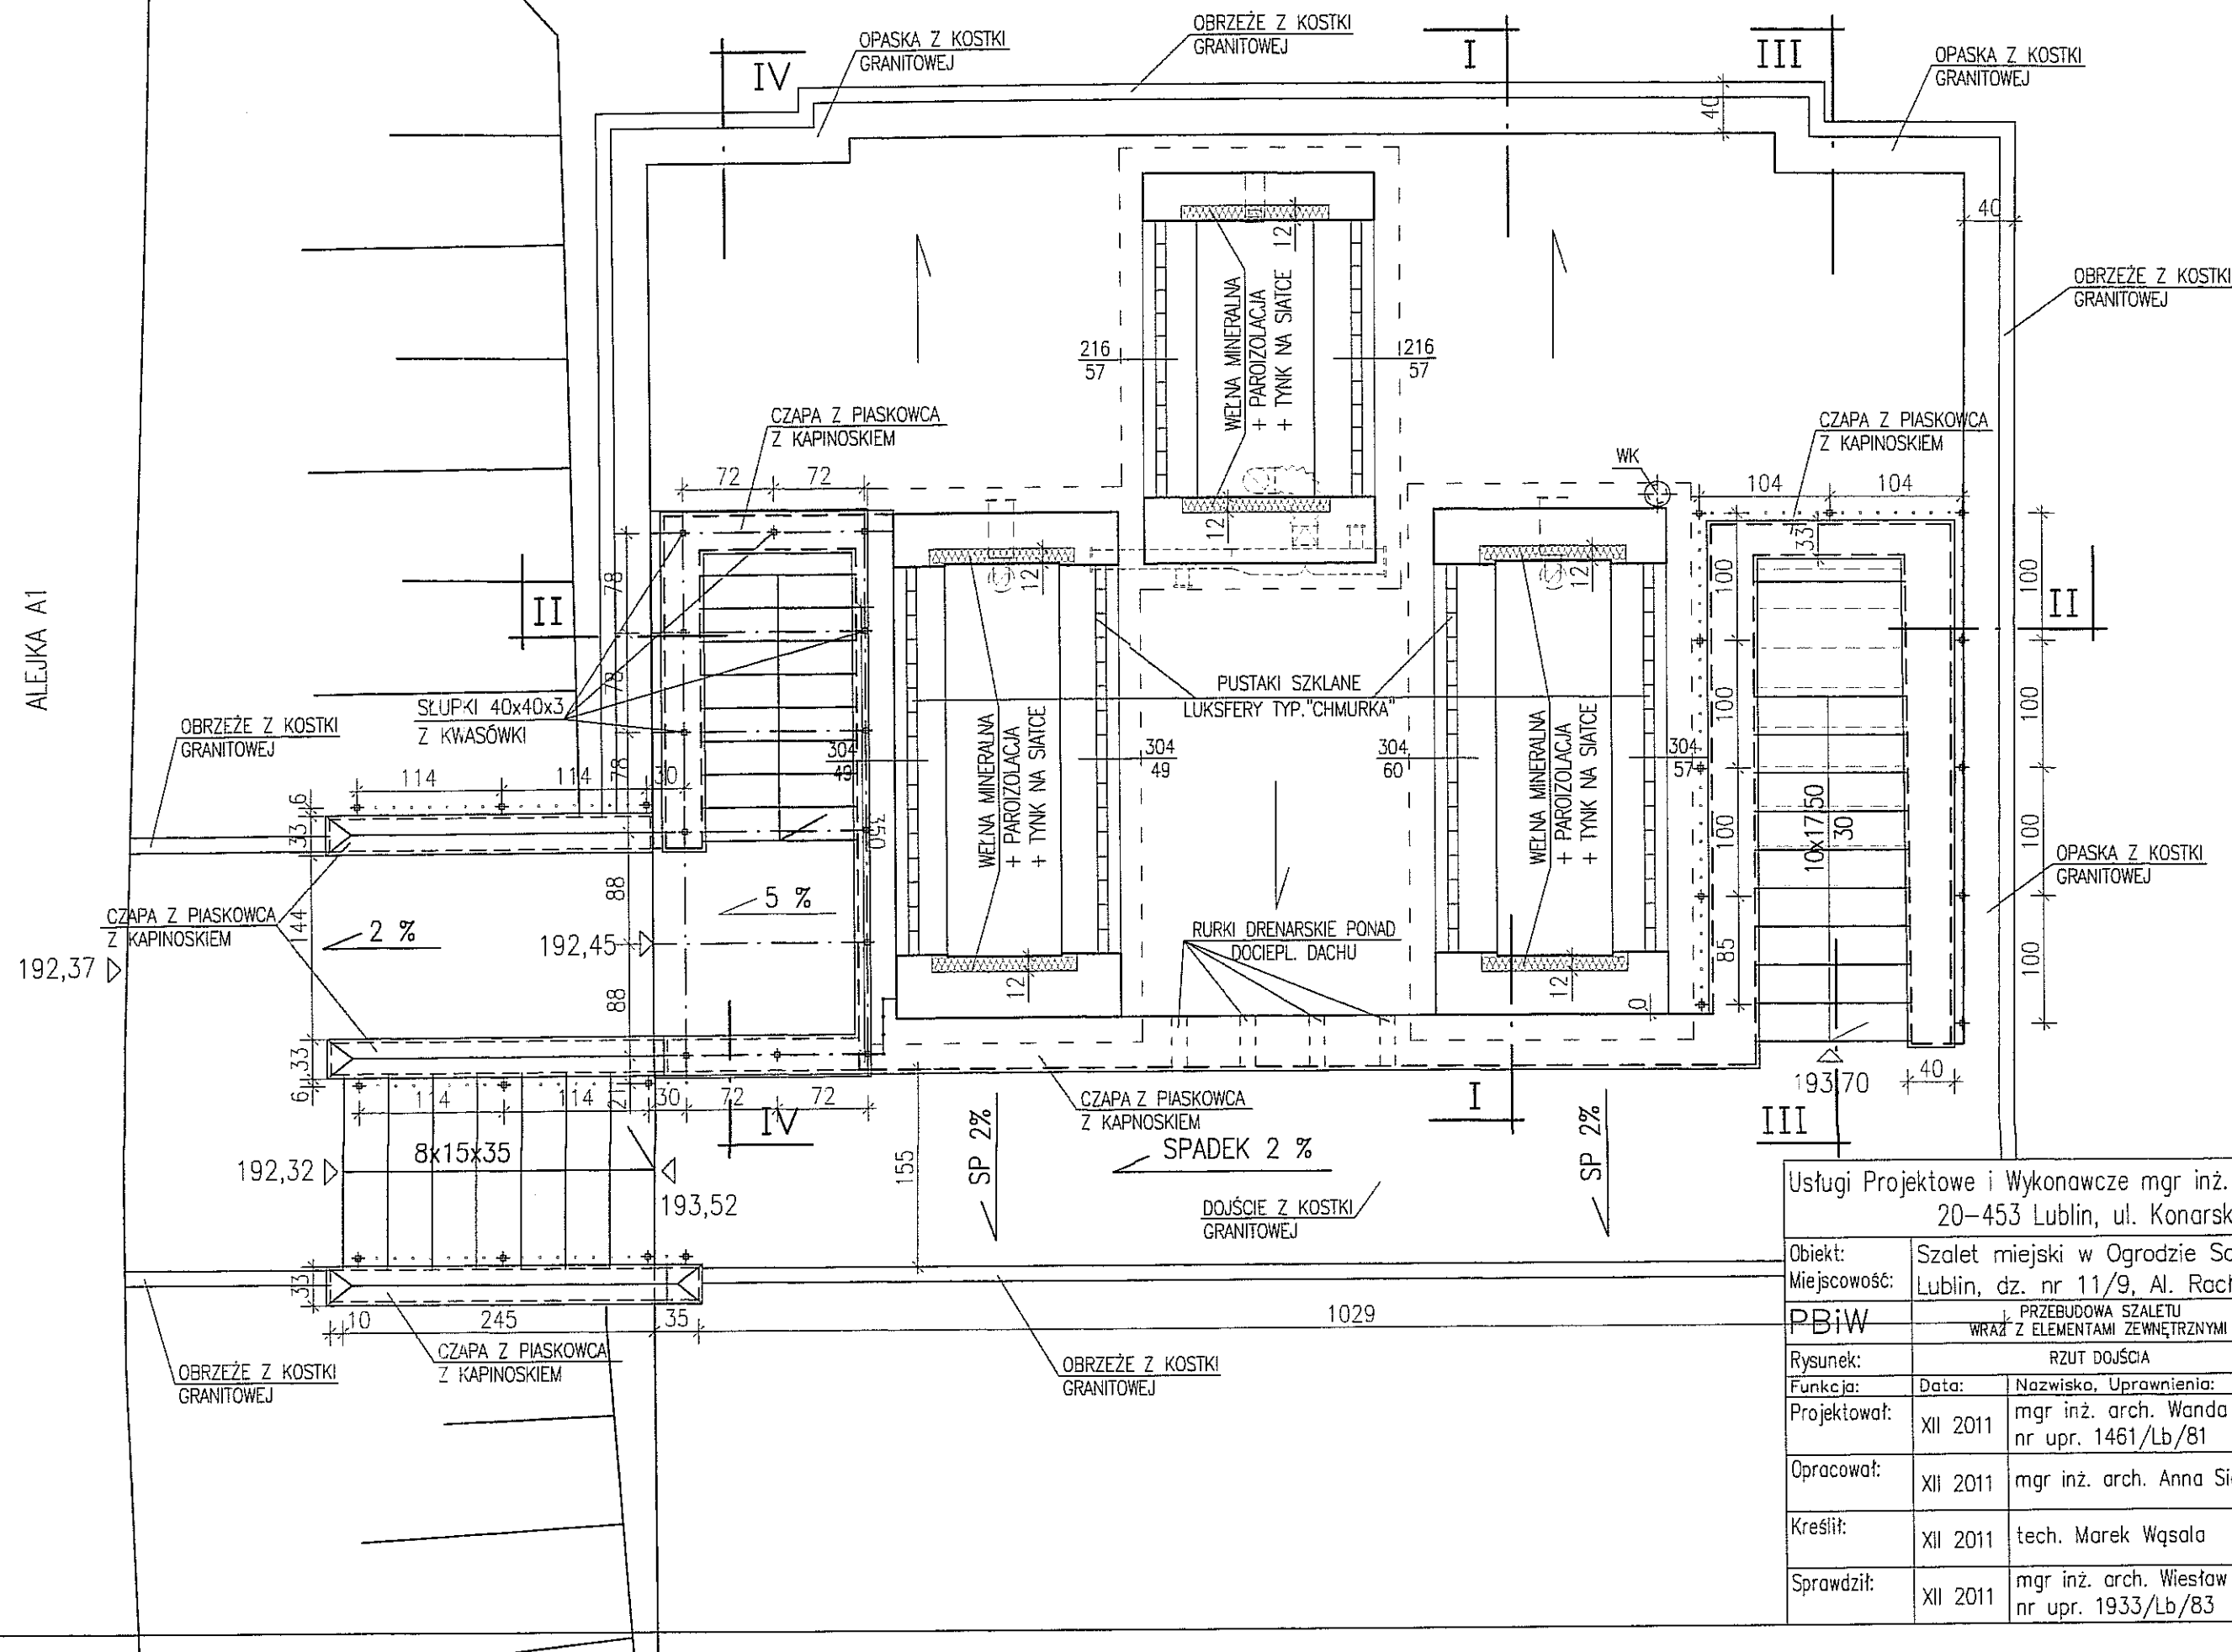 OBRZEŻE Z KOSTKI
GRANITOWEJ
OPASKA Z KOSTKI
GRANITOWEJ
IV
I
III
OPASKA Z KOSTKI
GRANITOWEJ
40
40
OBRZEŻE Z KOSTKI
GRANITOWEJ
12
WEŁNA MINERALNA
+ PAROIZOLACJA
+ TYNK NA SIATCE
216
57
216
57
12
CZAPA Z PIASKOWCA
Z KAPINOSKIEM
CZAPA Z PIASKOWCA
Z KAPINOSKIEM
WK
72
72
104
104
33
78
78
78
12
12
100
100
100
85
100
100
100
100
II
II
ALEJKA A1
SŁUPKI 40x40x3
Z KWASÓWKI
PUSTAKI SZKLANE
LUKSFERY TYP."CHMURKA"
OBRZEŻE Z KOSTKI
GRANITOWEJ
WEŁNA MINERALNA
+ PAROIZOLACJA
+ TYNK NA SIATCE
WEŁNA MINERALNA
+ PAROIZOLACJA
+ TYNK NA SIATCE
304
49
304
49
304
60
304
57
114
114
30
6
33
350
10x17,50
30
OPASKA Z KOSTKI
GRANITOWEJ
88
88
5 %
2 %
144
CZAPA Z PIASKOWCA
Z KAPINOSKIEM
192,37
192,45
RURKI DRENARSKIE PONAD
DOCIEPL. DACHU
12
12
0
33
6
114
114
21
30
72
72
IV
I
III
193,70
40
CZAPA Z PIASKOWCA
Z KAPNOSKIEM
SP 2%
SPADEK 2 %
SP 2%
155
8x15x35
192,32
193,52
DOJŚCIE Z KOSTKI
GRANITOWEJ
33
10
245
35
1029
CZAPA Z PIASKOWCA
Z KAPINOSKIEM
OBRZEŻE Z KOSTKI
GRANITOWEJ
OBRZEŻE Z KOSTKI
GRANITOWEJ
Usługi Projektowe i Wykonawcze mgr inż.
20-453 Lublin, ul. Konarsk
Obiekt: Szalet miejski w Ogrodzie Sa
Miejscowość: Lublin, dz. nr 11/9, Al. Rac
PBiW PRZEBUDOWA SZALETU
WRAZ Z ELEMENTAMI ZEWNĘTRZNYMI
Rysunek: RZUT DOJŚCIA
Funkcja: Data: Nazwisko, Uprawnienia:
Projektował: XII 2011 mgr inż. arch. Wanda
nr upr. 1461/Lb/81
Opracował: XII 2011 mgr inż. arch. Anna Si
Kreślił: XII 2011 tech. Marek Wąsala
Sprawdził: XII 2011 mgr inż. arch. Wiesław
nr upr. 1933/Lb/83